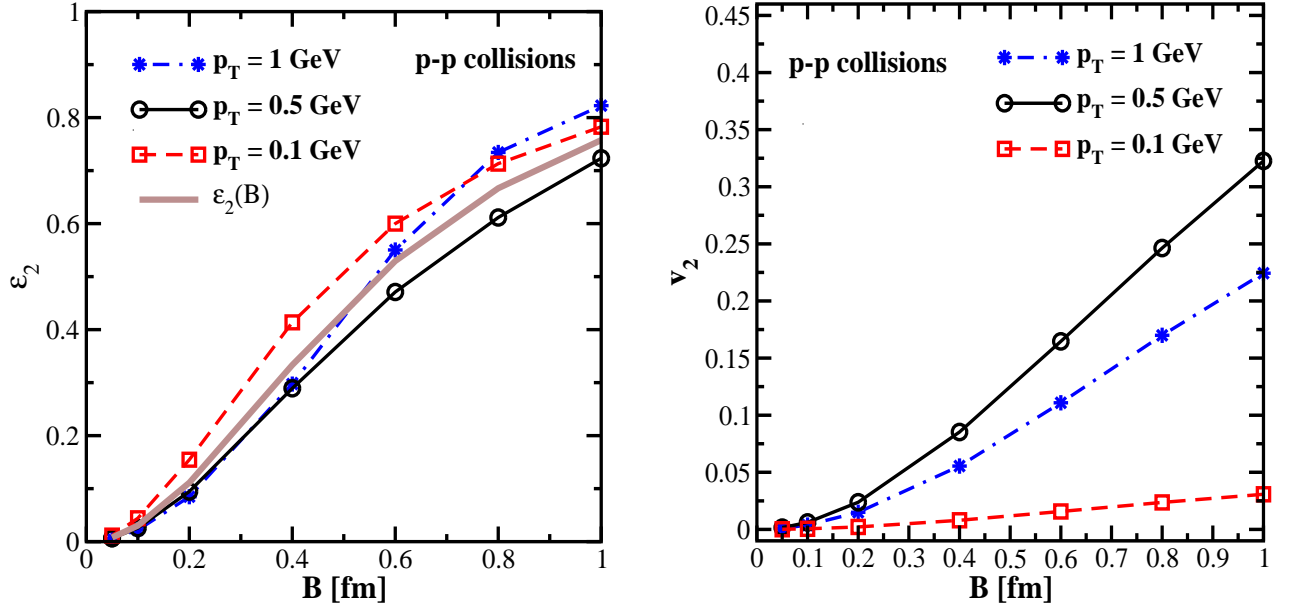 1
0.8
0.6
0.4
0.2
0
ε2
p_T = 1 GeV
p_T = 0.5 GeV
p_T = 0.1 GeV
ε2(B)
p-p collisions
0 0.2 0.4 0.6 0.8 1
B [fm]
0.45
0.4
0.35
0.3
0.25
0.2
0.15
0.1
0.05
0
v2
p-p collisions
p_T = 1 GeV
p_T = 0.5 GeV
p_T = 0.1 GeV
0 0.1 0.2 0.3 0.4 0.5 0.6 0.7 0.8 0.9 1
B [fm]